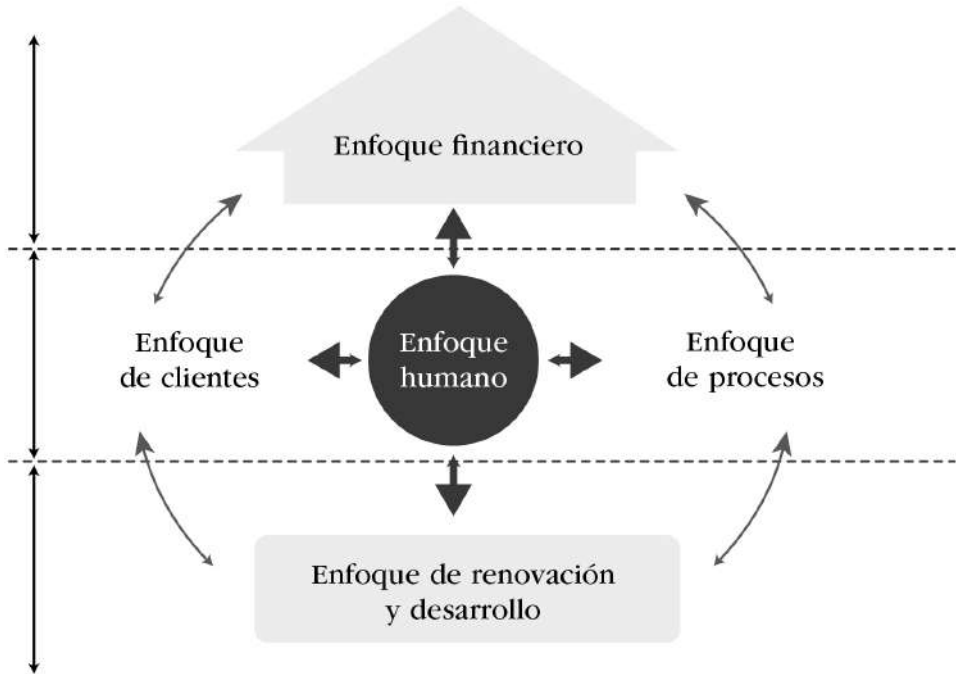 Enfoque financiero
Enfoque
de clientes
Enfoque
humano
Enfoque
de procesos
Enfoque de renovación
y desarrollo